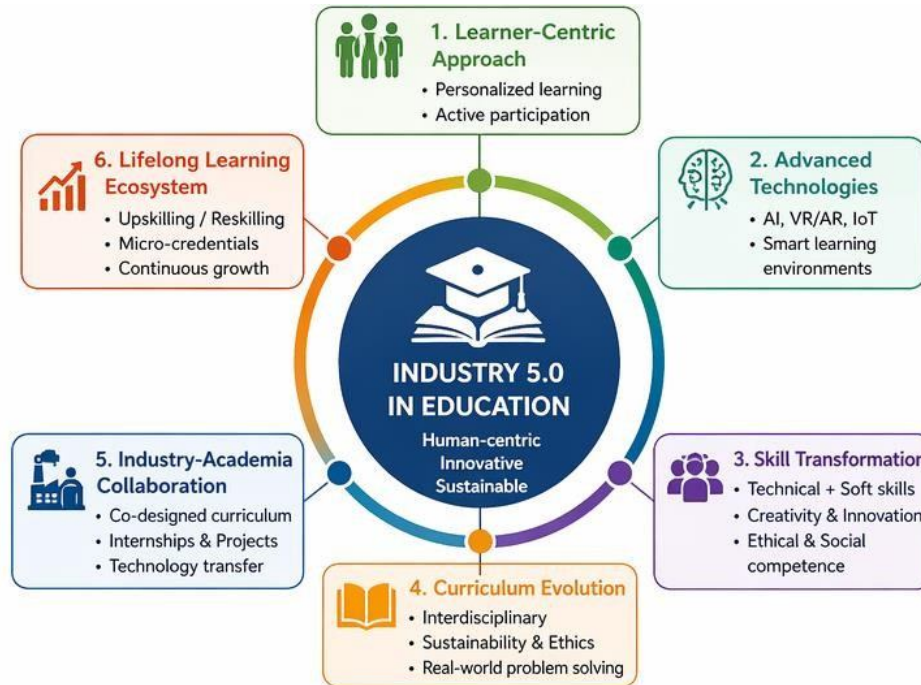 1. Learner-Centric
Approach
• Personalized learning
• Active participation
2. Advanced
Technologies
• AI, VR/AR, IoT
• Smart learning
environments
3. Skill Transformation
• Technical + Soft skills
• Creativity & Innovation
• Ethical & Social
competence
4. Curriculum Evolution
• Interdisciplinary
• Sustainability & Ethics
• Real-world problem solving
5. Industry-Academia
Collaboration
• Co-designed curriculum
• Internships & Projects
• Technology transfer
6. Lifelong Learning
Ecosystem
• Upskilling / Reskilling
• Micro-credentials
• Continuous growth
INDUSTRY 5.0
IN EDUCATION
Human-centric
Innovative
Sustainable